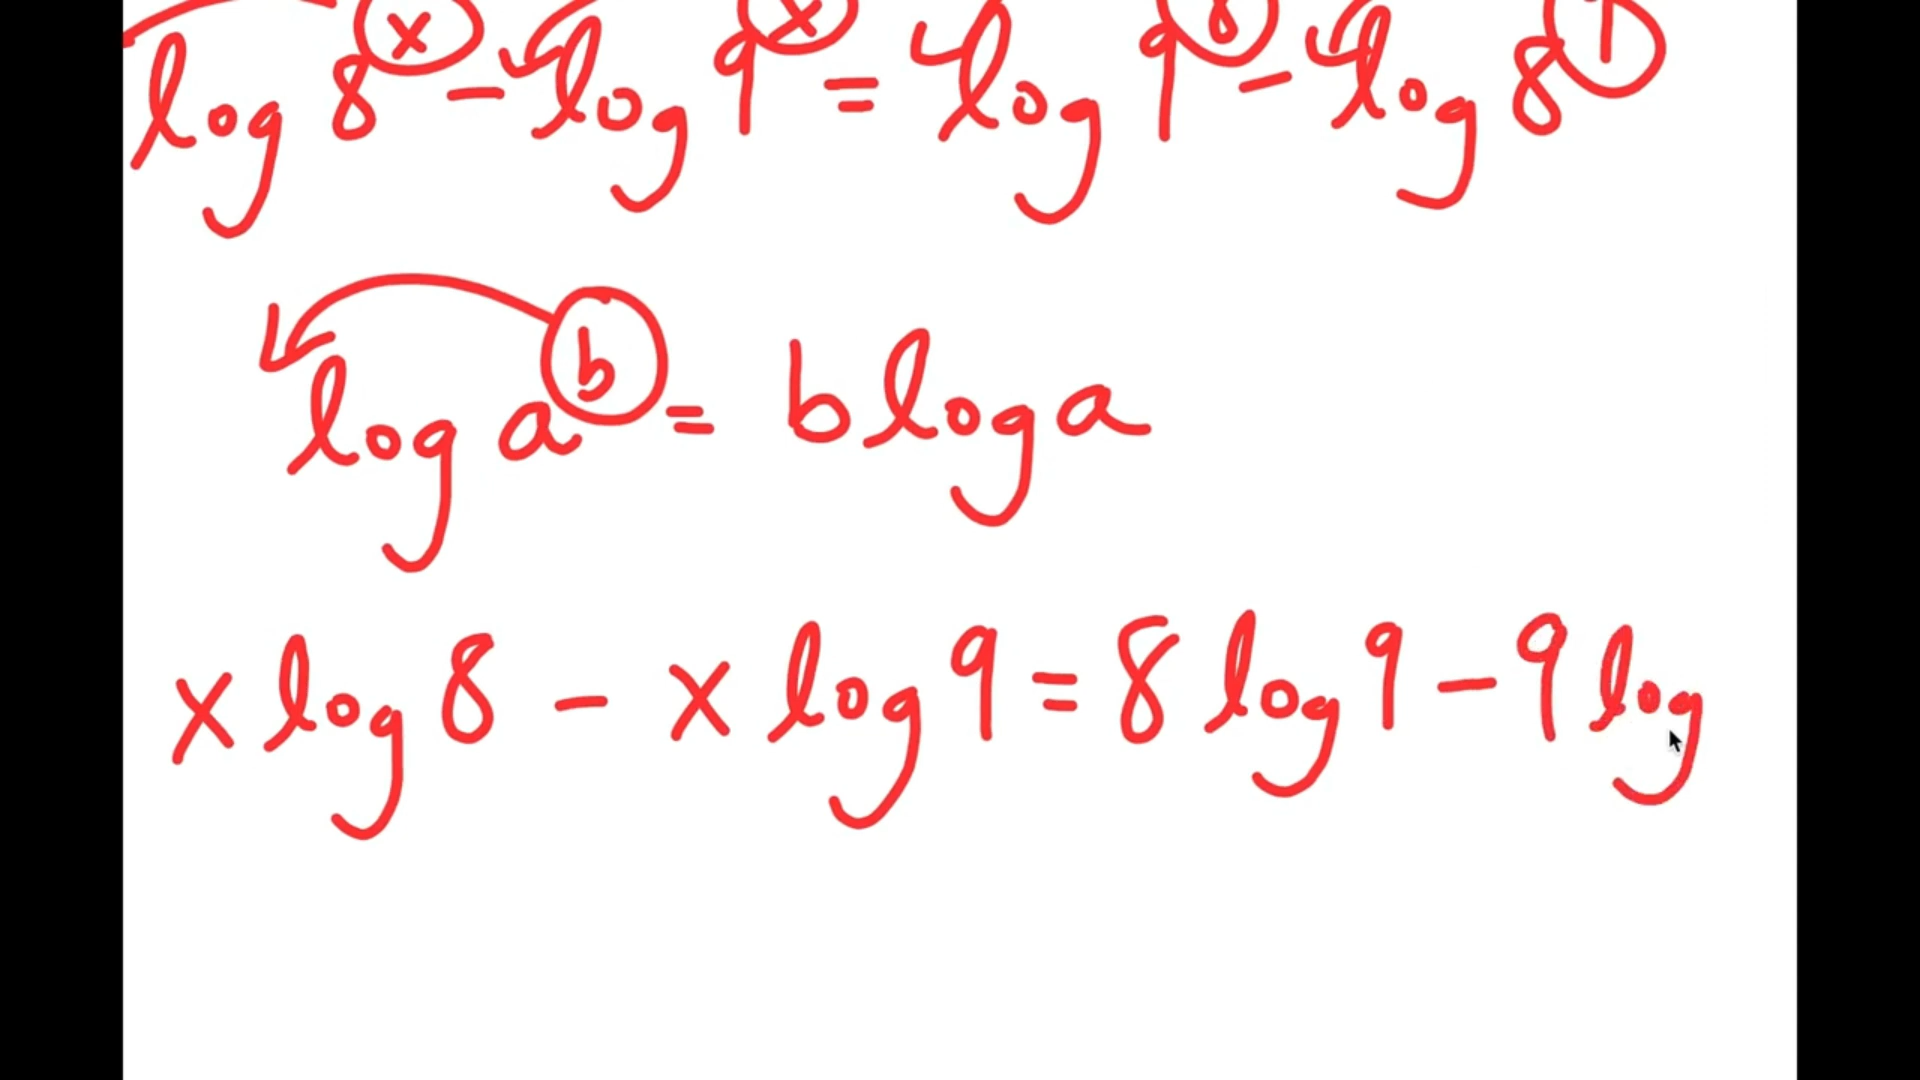 log 8^x - log 9^x = log 9^8 - log 8^9
log a^b = b log a
x log 8 - x log 9 = 8 log 9 - 9 log